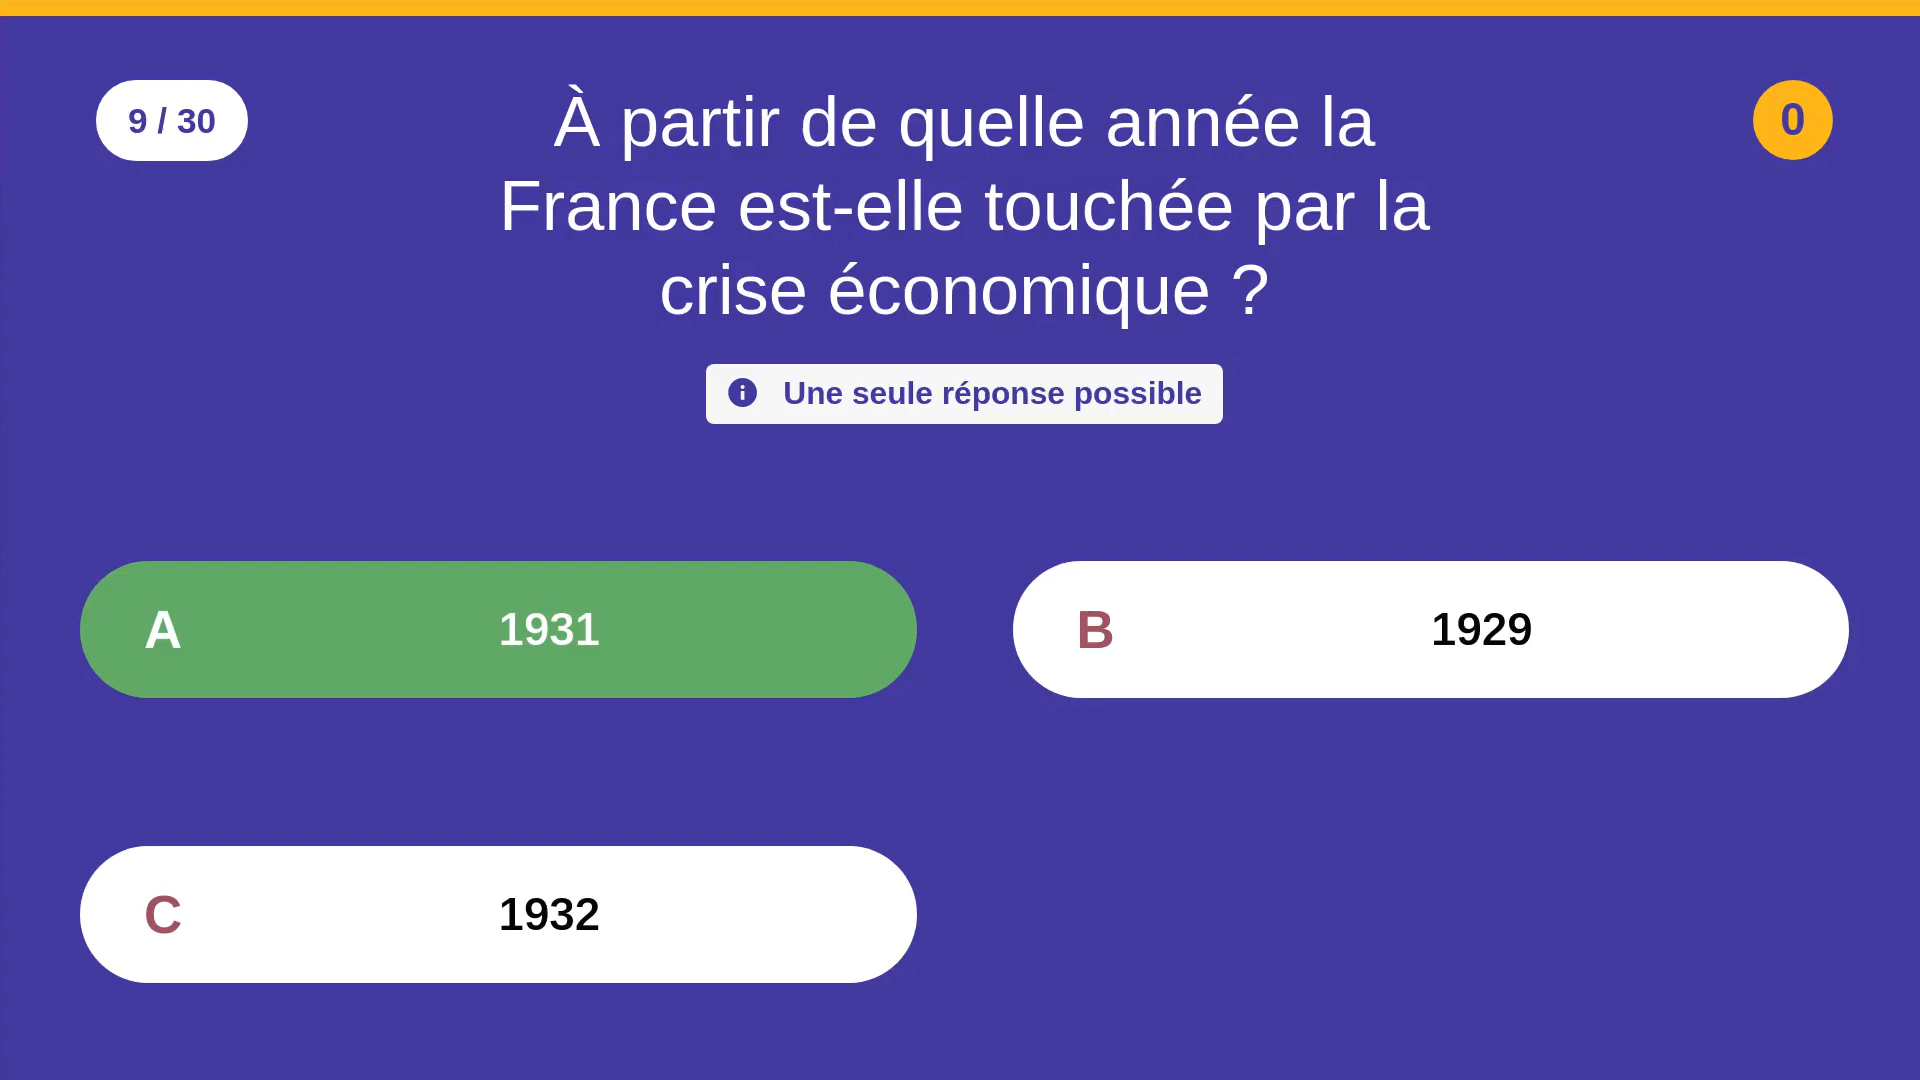 9 / 30
À partir de quelle année la
France est-elle touchée par la
crise économique ?
0
Une seule réponse possible
A 1931
B 1929
C 1932